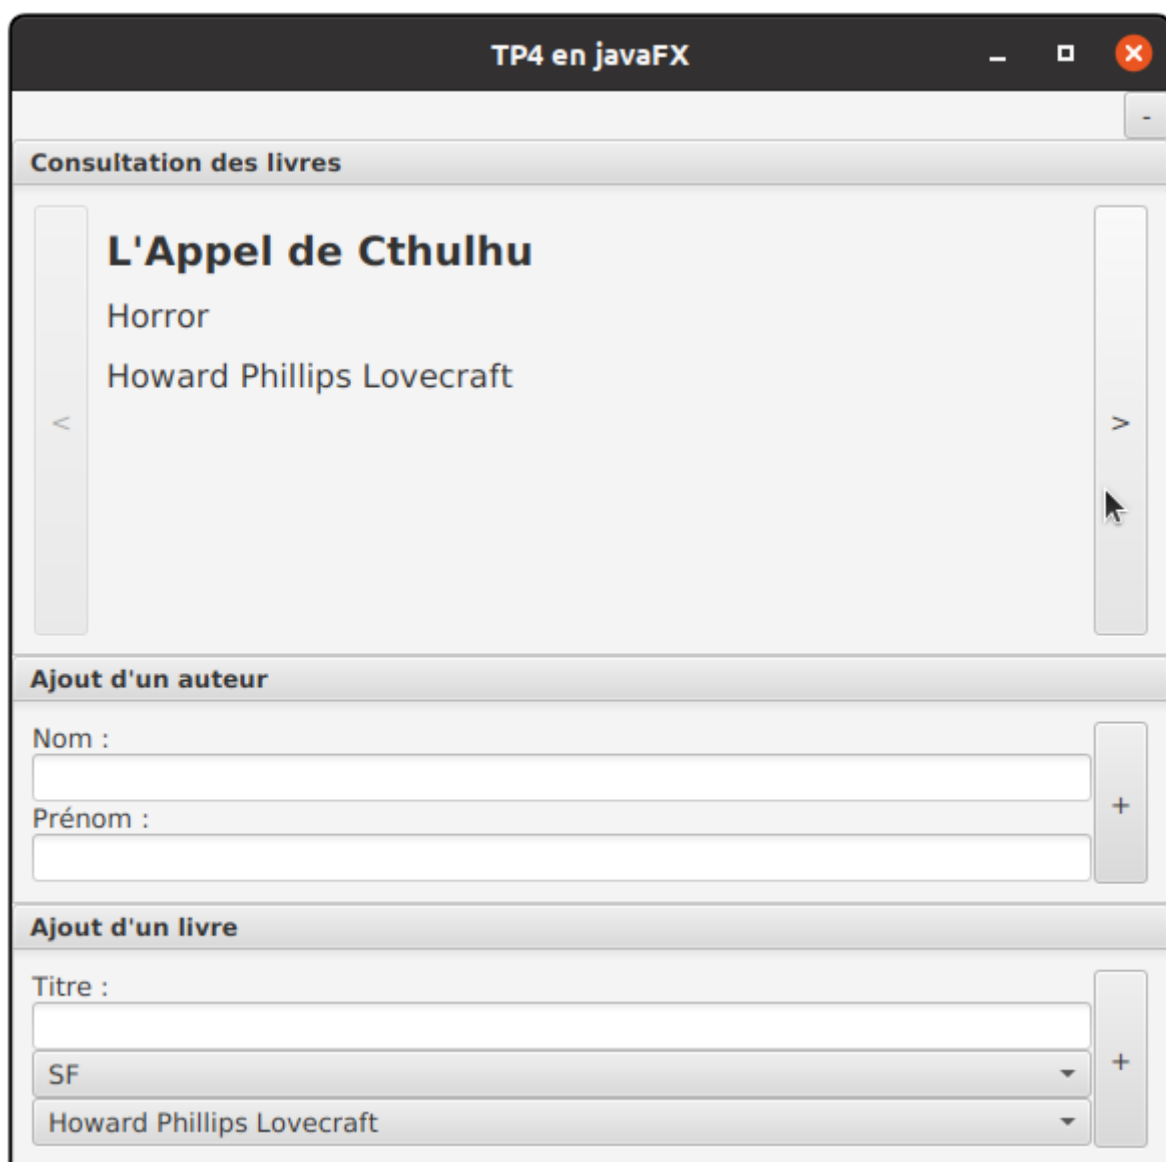 TP4 en javaFX
-
Consultation des livres
L'Appel de Cthulhu
Horror
Howard Phillips Lovecraft
<
>
Ajout d'un auteur
Nom :
Prénom :
+
Ajout d'un livre
Titre :
SF
Howard Phillips Lovecraft
+